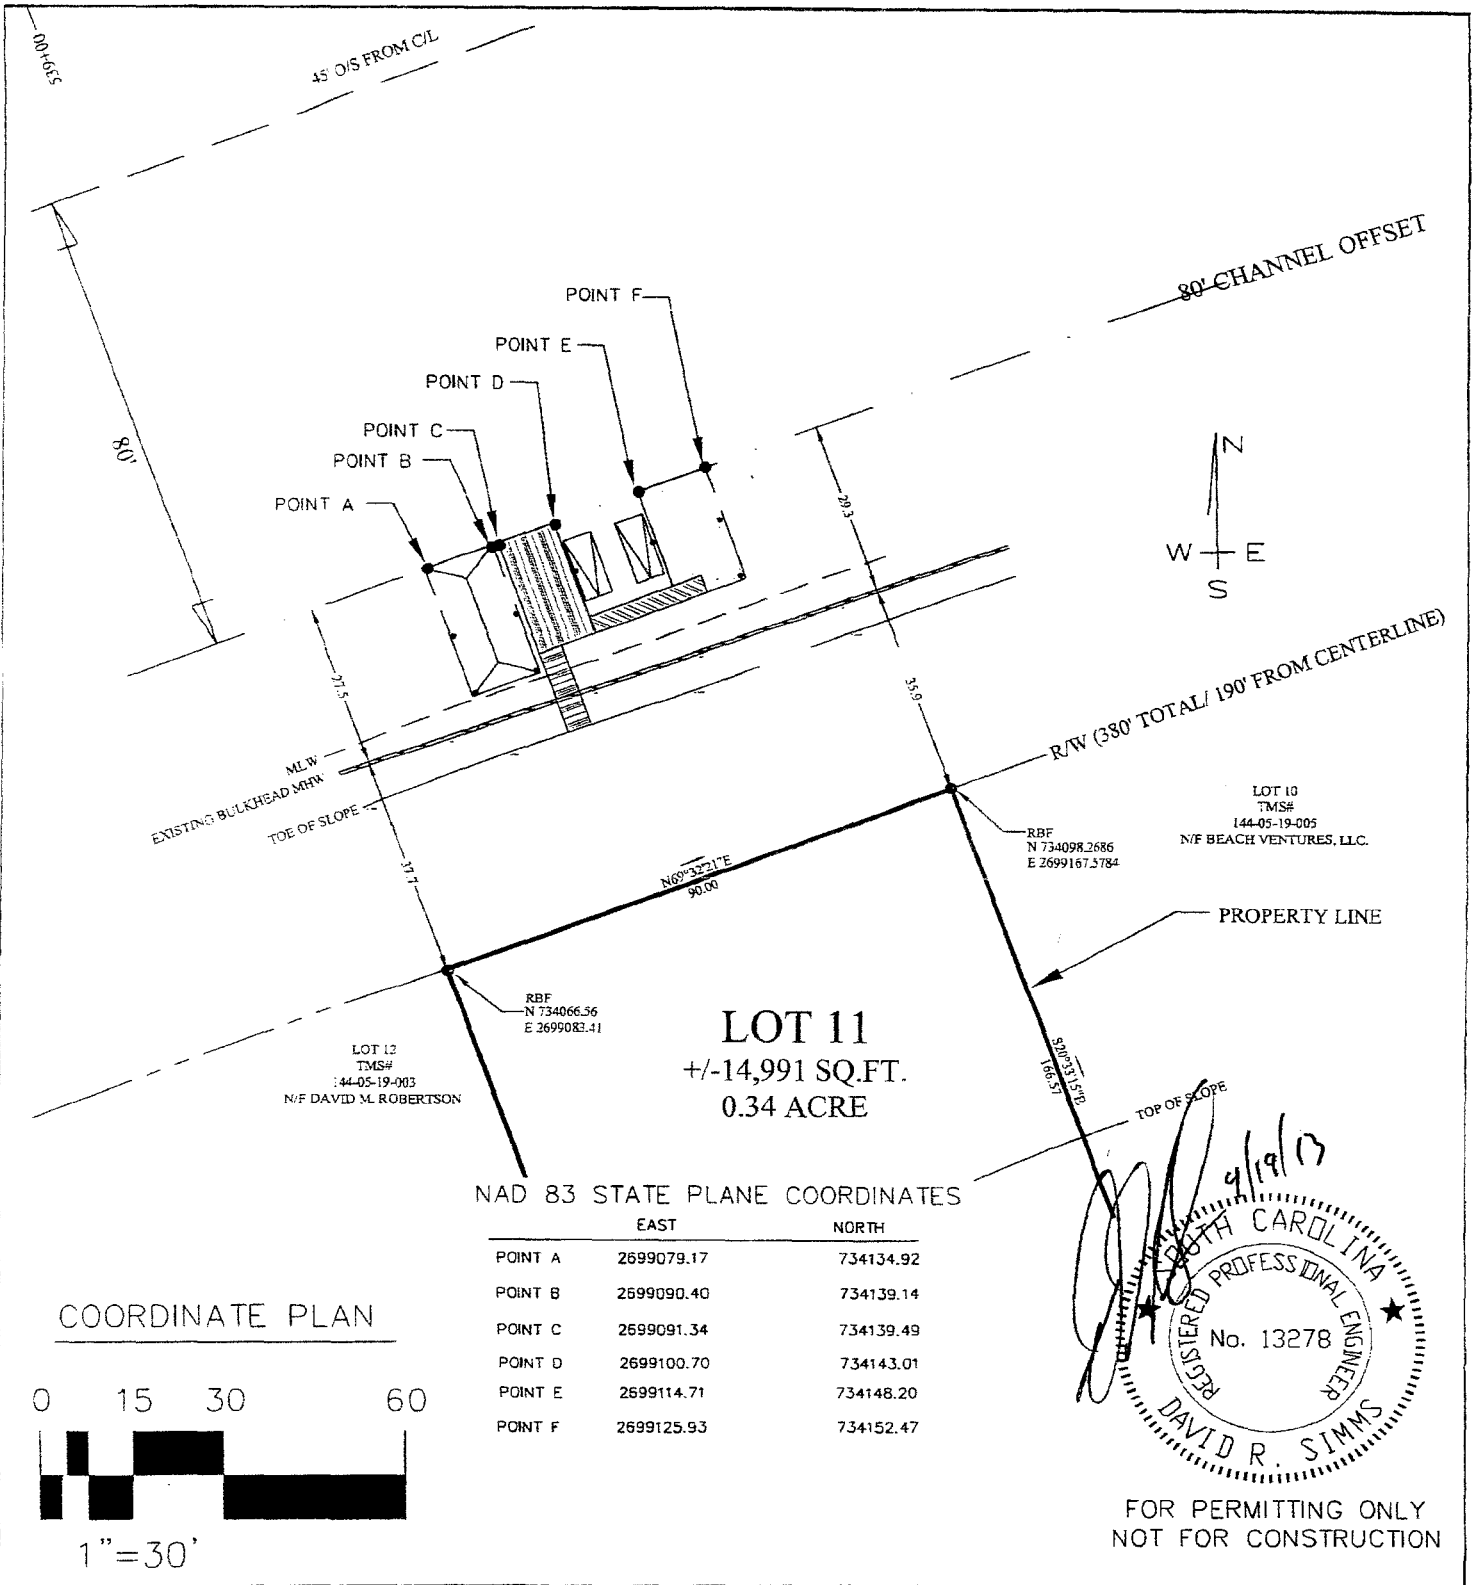 539+00
45' O/S FROM C/L
80' CHANNEL OFFSET
POINT F
POINT E
POINT D
POINT C
POINT B
POINT A
80'
N
W E
S
29.3
27.5
35.9
37.7
R/W (380' TOTAL/ 190' FROM CENTERLINE)
MLW
EXISTING BULKHEAD MHW
TOE OF SLOPE
LOT 10
TMS#
144-05-19-005
N/F BEACH VENTURES, LLC.
RBF
N 734098.2686
E 2699167.5784
N69°32'21"E
90.00
PROPERTY LINE
RBF
N 734066.56
E 2699083.41
LOT 11
+/-14,991 SQ.FT.
0.34 ACRE
LOT 12
TMS#
144-05-19-003
N/F DAVID M. ROBERTSON
S20°33'15"E
166.57
TOP OF SLOPE
9/19/13
NAD 83 STATE PLANE COORDINATES
EAST NORTH
POINT A 2699079.17 734134.92
POINT B 2699090.40 734139.14
POINT C 2699091.34 734139.49
POINT D 2699100.70 734143.01
POINT E 2699114.71 734148.20
POINT F 2699125.93 734152.47
SOUTH CAROLINA
REGISTERED PROFESSIONAL ENGINEER
No. 13278
DAVID R. SIMMS
COORDINATE PLAN
0 15 30 60
1"=30'
FOR PERMITTING ONLY
NOT FOR CONSTRUCTION